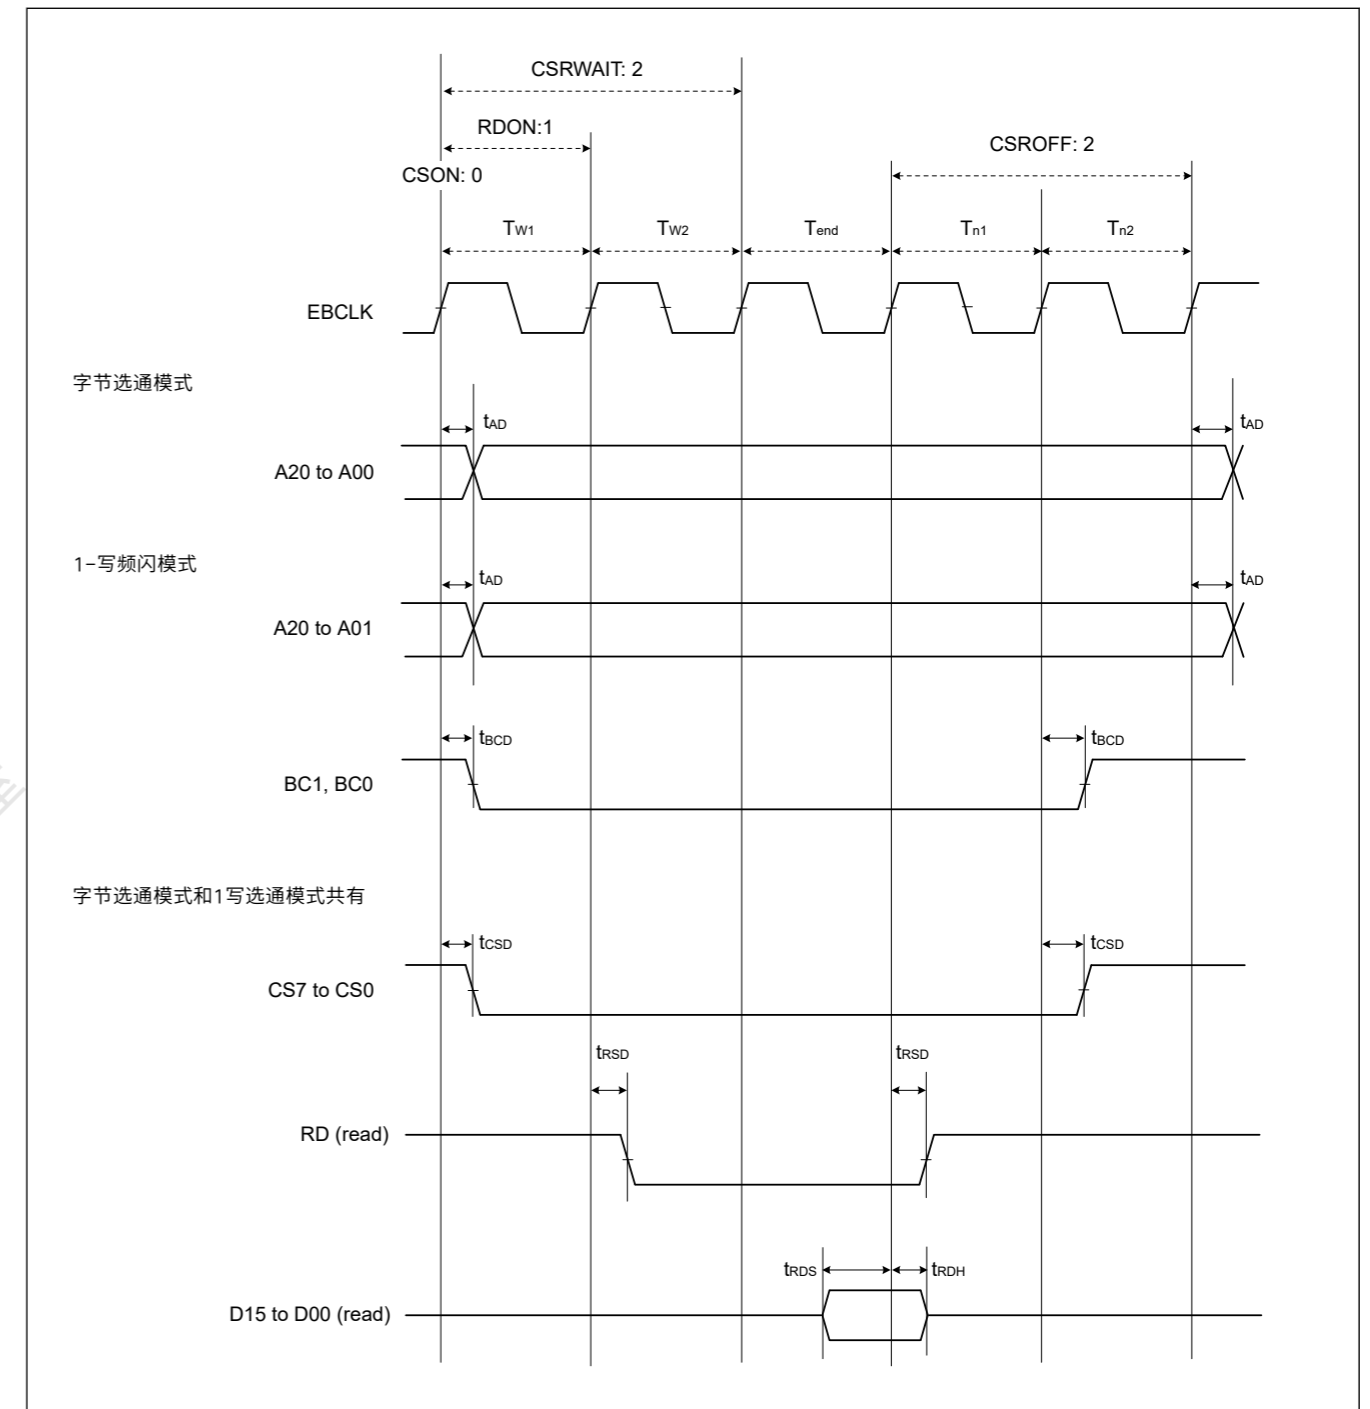 CSRWAIT: 2
RDON:1
CSROFF: 2
CSON: 0
TW1 TW2 Tend Tn1 Tn2
EBCLK
字节选通模式
tAD tAD
A20 to A00
1-写频闪模式
tAD tAD
A20 to A01
tBCD tBCD
BC1, BC0
字节选通模式和1写选通模式共有
tCSD tCSD
CS7 to CS0
tRSD tRSD
RD (read)
tRDS tRDH
D15 to D00 (read)